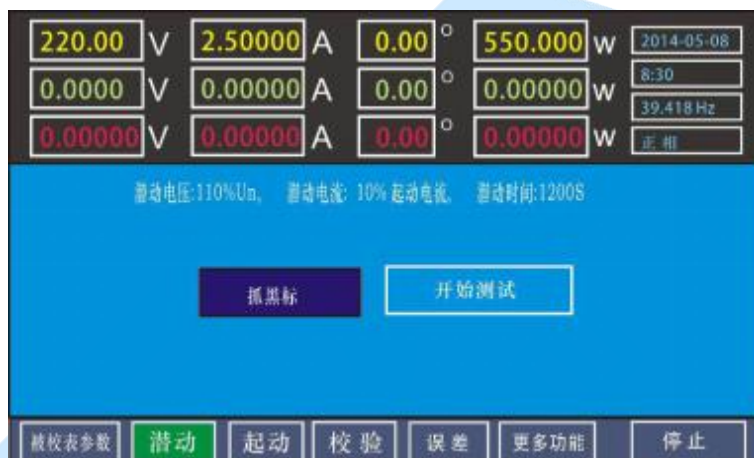 220.00 V 2.50000 A 0.00 ° 550.000 w 2014-05-08
8:30
0.0000 V 0.00000 A 0.00 ° 0.00000 w
39.418 Hz
0.00000 V 0.00000 A 0.00 ° 0.00000 w 正相
潜动电压:110%Un, 潜动电流: 10% 起动电流, 潜动时间:1200S
抓黑标 开始测试
被校表参数 潜动 起动 校验 误差 更多功能 停止